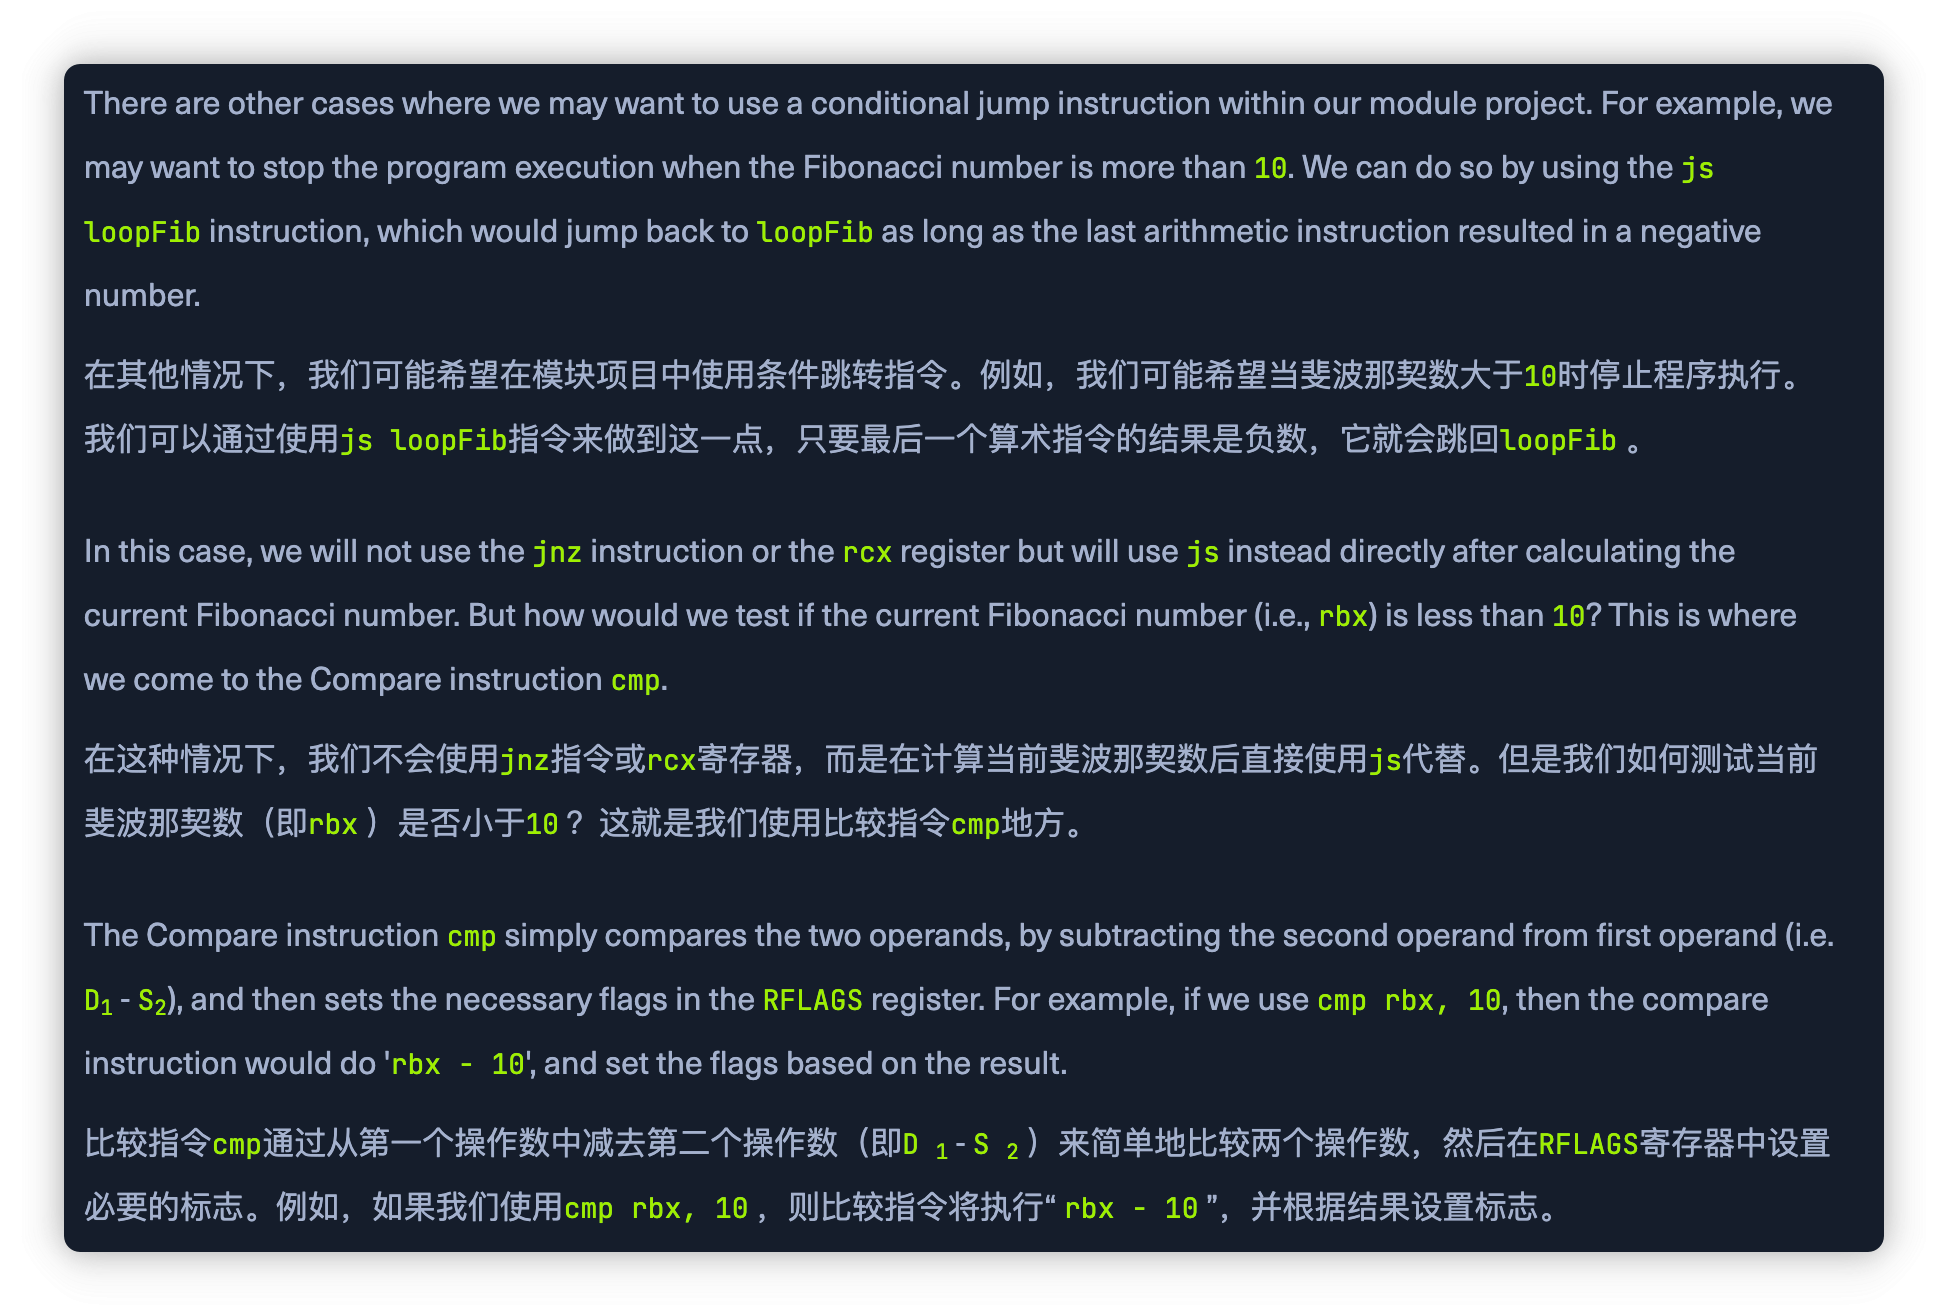 There are other cases where we may want to use a conditional jump instruction within our module project. For example, we
may want to stop the program execution when the Fibonacci number is more than 10. We can do so by using the js
loopFib instruction, which would jump back to loopFib as long as the last arithmetic instruction resulted in a negative
number.
在其他情况下，我们可能希望在模块项目中使用条件跳转指令。例如，我们可能希望当斐波那契数大于10时停止程序执行。
我们可以通过使用js loopFib指令来做到这一点，只要最后一个算术指令的结果是负数，它就会跳回loopFib 。
In this case, we will not use the jnz instruction or the rcx register but will use js instead directly after calculating the
current Fibonacci number. But how would we test if the current Fibonacci number (i.e., rbx) is less than 10? This is where
we come to the Compare instruction cmp.
在这种情况下，我们不会使用jnz指令或rcx寄存器，而是在计算当前斐波那契数后直接使用js代替。但是我们如何测试当前
斐波那契数（即rbx ）是否小于10 ？这就是我们使用比较指令cmp地方。
The Compare instruction cmp simply compares the two operands, by subtracting the second operand from first operand (i.e.
D₁ - S₂), and then sets the necessary flags in the RFLAGS register. For example, if we use cmp rbx, 10, then the compare
instruction would do 'rbx - 10', and set the flags based on the result.
比较指令cmp通过从第一个操作数中减去第二个操作数（即D ₁ - S ₂ ）来简单地比较两个操作数，然后在RFLAGS寄存器中设置
必要的标志。例如，如果我们使用cmp rbx, 10 ，则比较指令将执行“ rbx - 10 ”，并根据结果设置标志。